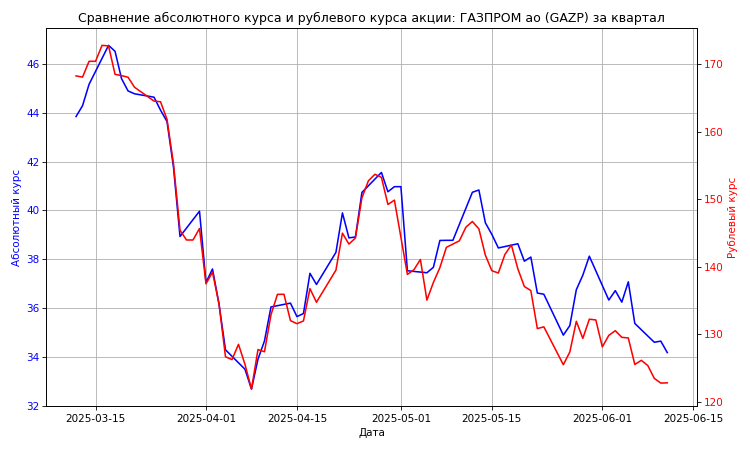 Сравнение абсолютного курса и рублевого курса акции: ГАЗПРОМ ао (GAZP) за квартал
46
44
42
40
38
36
34
32
Абсолютный курс
170
160
150
140
130
120
Рублевый курс
2025-03-15 2025-04-01 2025-04-15 2025-05-01 2025-05-15 2025-06-01 2025-06-15
Дата